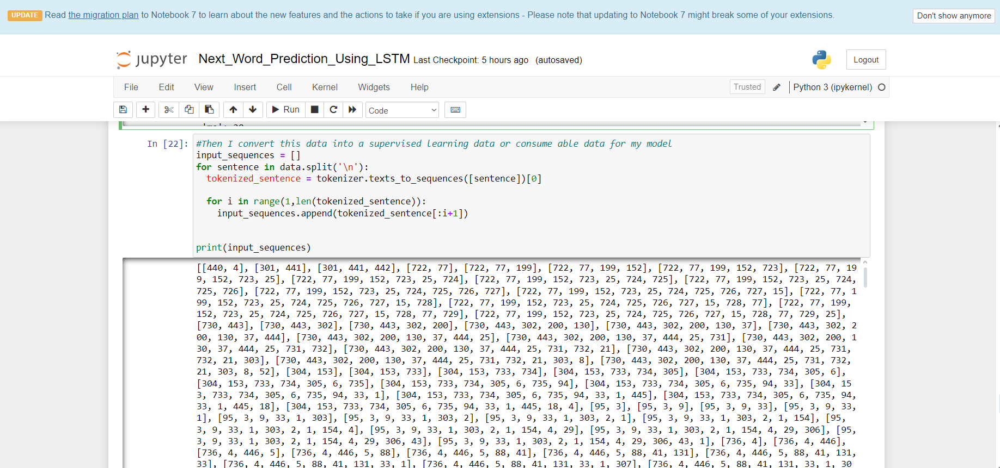 UPDATE Read the migration plan to Notebook 7 to learn about the new features and the actions to take if you are using extensions - Please note that updating to Notebook 7 might break some of your extensions. Don't show anymore
jupyter Next_Word_Prediction_Using_LSTM Last Checkpoint: 5 hours ago (autosaved) Logout
File Edit View Insert Cell Kernel Widgets Help Trusted Python 3 (ipykernel)
Run Code
In [22]: #Then I convert this data into a supervised learning data or consume able data for my model
input_sequences = []
for sentence in data.split('\n'):
  tokenized_sentence = tokenizer.texts_to_sequences([sentence])[0]
  for i in range(1,len(tokenized_sentence)):
    input_sequences.append(tokenized_sentence[:i+1])
print(input_sequences)
[[440, 4], [301, 441], [301, 441, 442], [722, 77], [722, 77, 199], [722, 77, 199, 152], [722, 77, 199, 152, 723], [722, 77, 19
9, 152, 723, 25], [722, 77, 199, 152, 723, 25, 724], [722, 77, 199, 152, 723, 25, 724, 725], [722, 77, 199, 152, 723, 25, 724,
725, 726], [722, 77, 199, 152, 723, 25, 724, 725, 726, 727], [722, 77, 199, 152, 723, 25, 724, 725, 726, 727, 15], [722, 77, 1
99, 152, 723, 25, 724, 725, 726, 727, 15, 728], [722, 77, 199, 152, 723, 25, 724, 725, 726, 727, 15, 728, 77], [722, 77, 199,
152, 723, 25, 724, 725, 726, 727, 15, 728, 77, 729], [722, 77, 199, 152, 723, 25, 724, 725, 726, 727, 15, 728, 77, 729, 25],
[730, 443], [730, 443, 302], [730, 443, 302, 200], [730, 443, 302, 200, 130], [730, 443, 302, 200, 130, 37], [730, 443, 302, 2
00, 130, 37, 444], [730, 443, 302, 200, 130, 37, 444, 25], [730, 443, 302, 200, 130, 37, 444, 25, 731], [730, 443, 302, 200, 1
30, 37, 444, 25, 731, 732], [730, 443, 302, 200, 130, 37, 444, 25, 731, 732, 21], [730, 443, 302, 200, 130, 37, 444, 25, 731,
732, 21, 303], [730, 443, 302, 200, 130, 37, 444, 25, 731, 732, 21, 303, 8], [730, 443, 302, 200, 130, 37, 444, 25, 731, 732,
21, 303, 8, 52], [304, 153], [304, 153, 733], [304, 153, 733, 734], [304, 153, 733, 734, 305], [304, 153, 733, 734, 305, 6],
[304, 153, 733, 734, 305, 6, 735], [304, 153, 733, 734, 305, 6, 735, 94], [304, 153, 733, 734, 305, 6, 735, 94, 33], [304, 15
3, 733, 734, 305, 6, 735, 94, 33, 1], [304, 153, 733, 734, 305, 6, 735, 94, 33, 1, 445], [304, 153, 733, 734, 305, 6, 735, 94,
33, 1, 445, 18], [304, 153, 733, 734, 305, 6, 735, 94, 33, 1, 445, 18, 4], [95, 3], [95, 3, 9], [95, 3, 9, 33], [95, 3, 9, 33,
1], [95, 3, 9, 33, 1, 303], [95, 3, 9, 33, 1, 303, 2], [95, 3, 9, 33, 1, 303, 2, 1], [95, 3, 9, 33, 1, 303, 2, 1, 154], [95,
3, 9, 33, 1, 303, 2, 1, 154, 4], [95, 3, 9, 33, 1, 303, 2, 1, 154, 4, 29], [95, 3, 9, 33, 1, 303, 2, 1, 154, 4, 29, 306], [95,
3, 9, 33, 1, 303, 2, 1, 154, 4, 29, 306, 43], [95, 3, 9, 33, 1, 303, 2, 1, 154, 4, 29, 306, 43, 1], [736, 4], [736, 4, 446],
[736, 4, 446, 5], [736, 4, 446, 5, 88], [736, 4, 446, 5, 88, 41], [736, 4, 446, 5, 88, 41, 131], [736, 4, 446, 5, 88, 41, 131,
33], [736, 4, 446, 5, 88, 41, 131, 33, 1], [736, 4, 446, 5, 88, 41, 131, 33, 1, 307], [736, 4, 446, 5, 88, 41, 131, 33, 1, 30